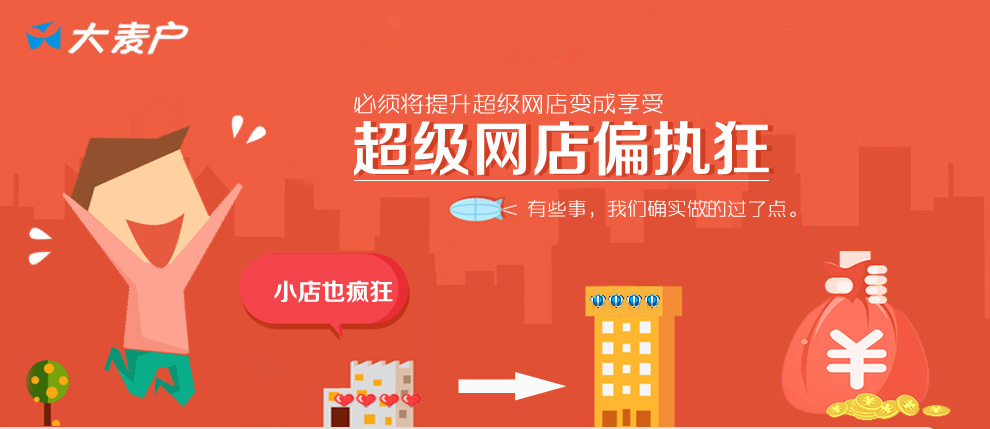 大麦户
必须将提升超级网店变成享受
超级网店偏执狂
有些事，我们确实做的过了点。
小店也疯狂
¥